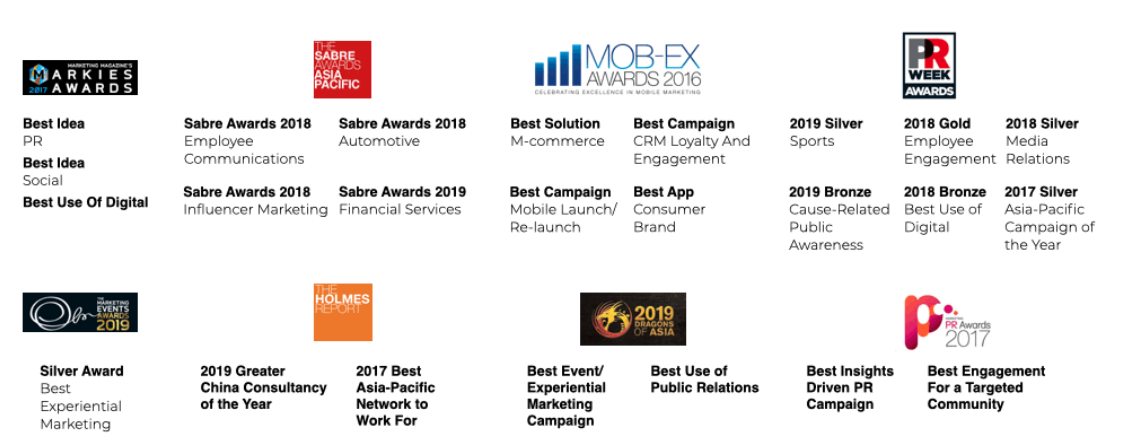 MARKETING MAGAZINE'S
MARKIES
2017 AWARDS
Best Idea
PR
Best Idea
Social
Best Use Of Digital
THE
SABRE
AWARDS
ASIA
PACIFIC
Sabre Awards 2018
Employee
Communications
Sabre Awards 2018
Automotive
Sabre Awards 2018
Influencer Marketing
Sabre Awards 2019
Financial Services
MOB-EX
AWARDS 2016
CELEBRATING EXCELLENCE IN MOBILE MARKETING
Best Solution
M-commerce
Best Campaign
CRM Loyalty And
Engagement
Best Campaign
Mobile Launch/
Re-launch
Best App
Consumer
Brand
PR
WEEK
AWARDS
2019 Silver
Sports
2018 Gold
Employee
Engagement
2018 Silver
Media
Relations
2019 Bronze
Cause-Related
Public
Awareness
2018 Bronze
Best Use of
Digital
2017 Silver
Asia-Pacific
Campaign of
the Year
THE
MARKETING
EVENTS
AWARDS
2019
Silver Award
Best
Experiential
Marketing
THE
HOLMES
REPORT
2019 Greater
China Consultancy
of the Year
2017 Best
Asia-Pacific
Network to
Work For
2019
DRAGONS
OF ASIA
Best Event/
Experiential
Marketing
Campaign
Best Use of
Public Relations
MARKETING
PR Awards
2017
Best Insights
Driven PR
Campaign
Best Engagement
For a Targeted
Community